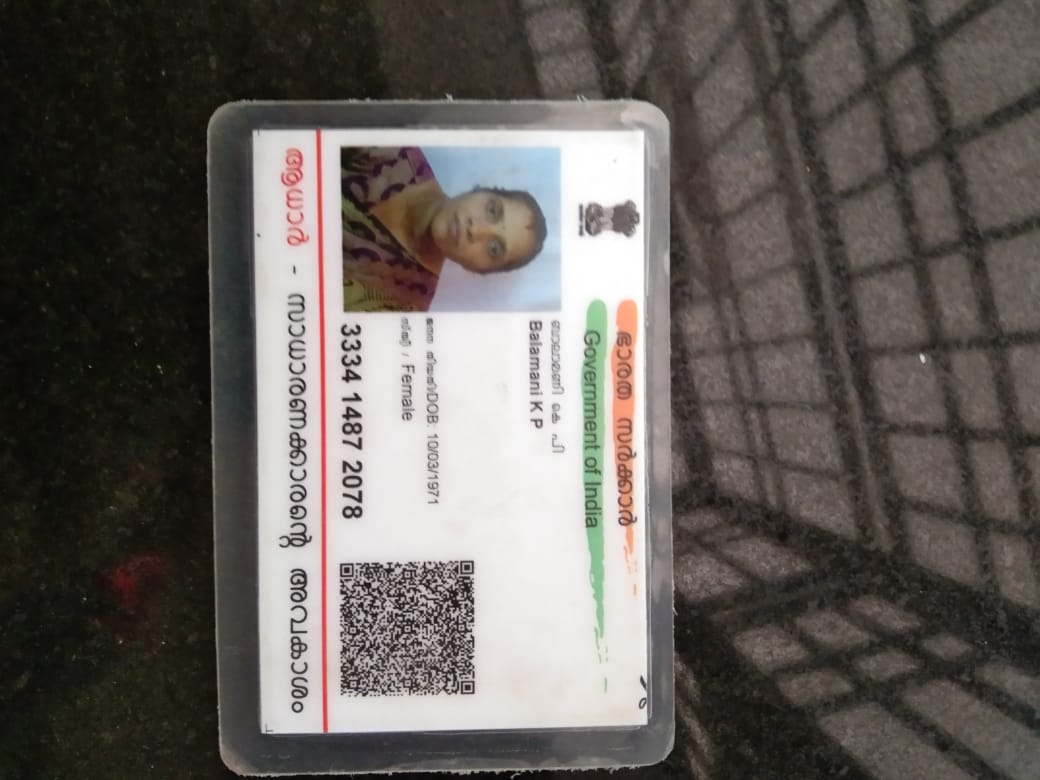 ഭാരത സർക്കാർ
Government of India
ബാലാമണി കെ പി
Balamani K P
ജനന തീയതി/DOB: 10/03/1971
സ്ത്രീ / Female
3334 1487 2078
ആധാർ - സാധാരണക്കാരന്റെ അവകാശം